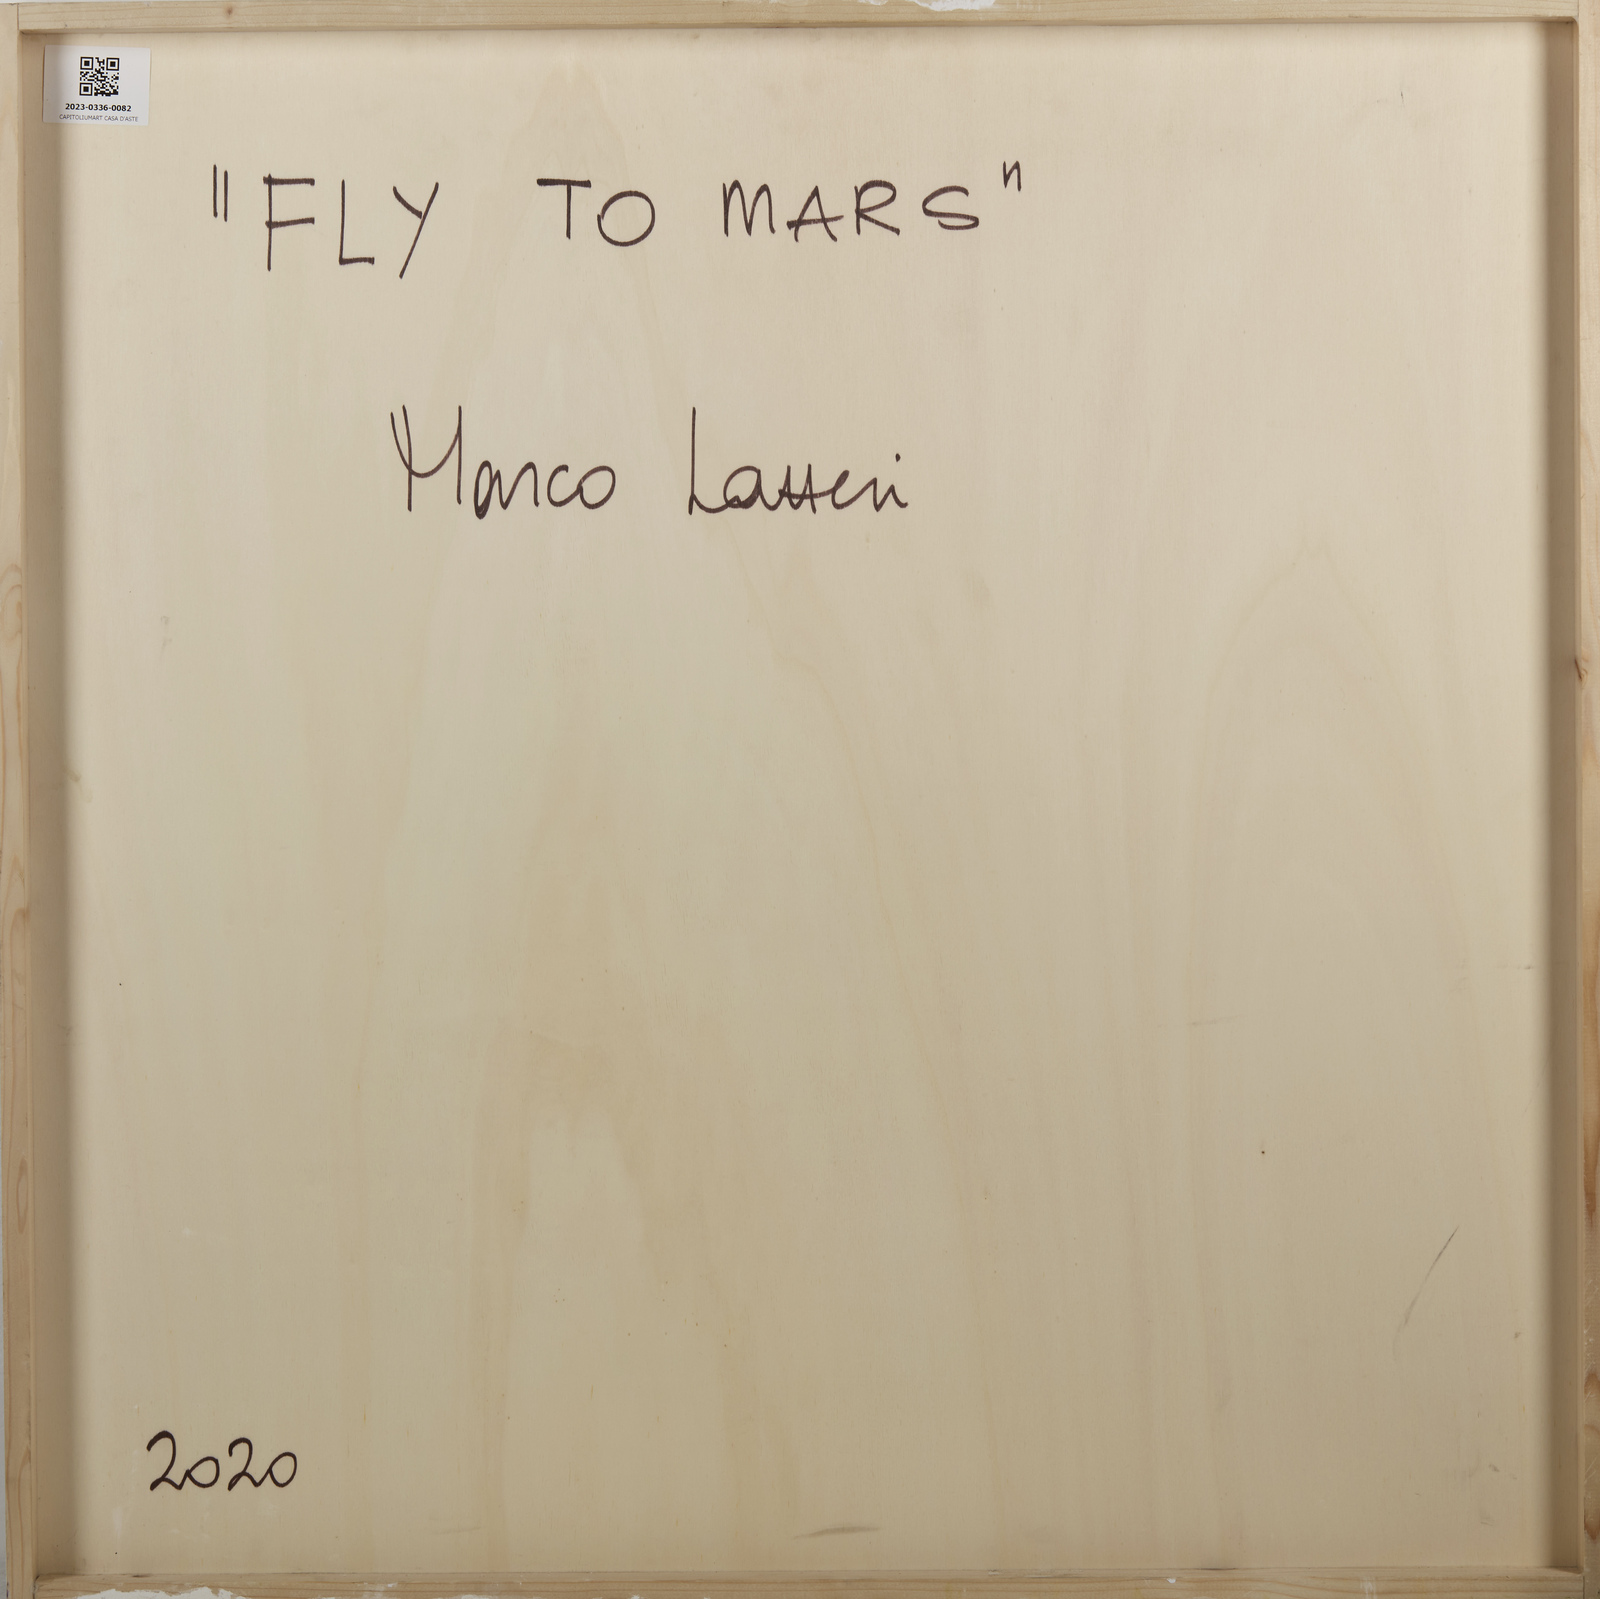 2023-0336-0082
CAPITOLIUMART CASA D'ASTE
"FLY TO MARS"
Marco Latteri
2020